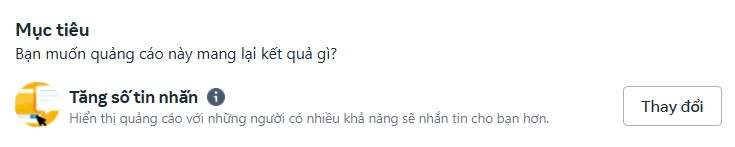 Mục tiêu
Bạn muốn quảng cáo này mang lại kết quả gì?
Tăng số tin nhắn
Hiển thị quảng cáo với những người có nhiều khả năng sẽ nhắn tin cho bạn hơn.
Thay đổi